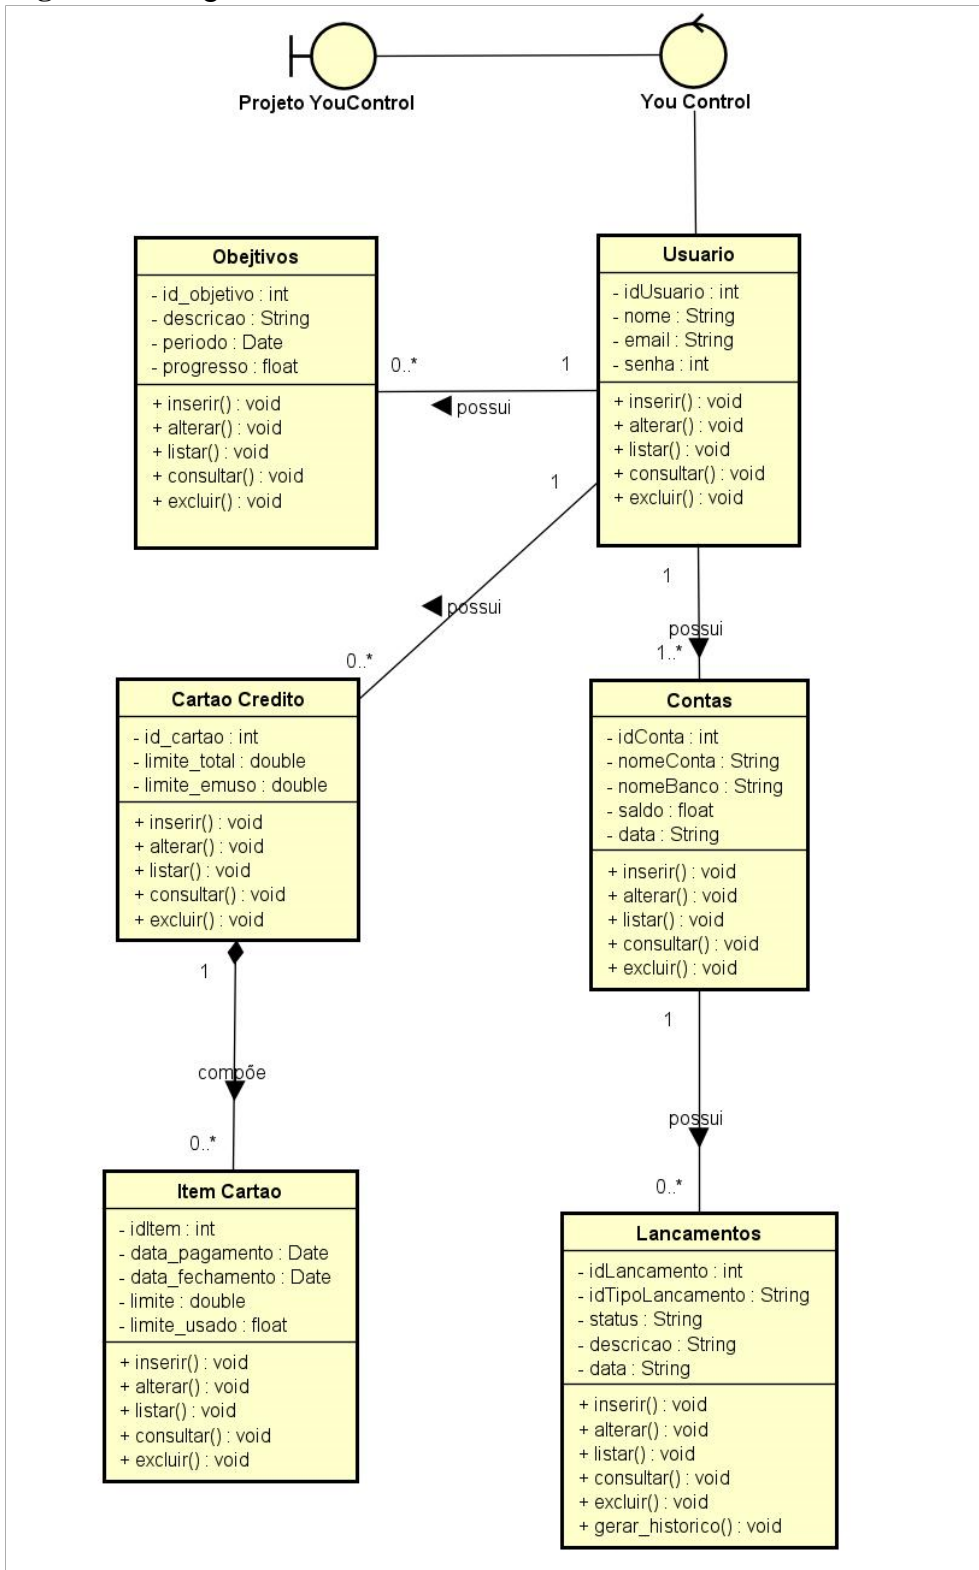 Projeto YouControl
You Control
Obejtivos
- id_objetivo : int
- descricao : String
- periodo : Date
- progresso : float
+ inserir() : void
+ alterar() : void
+ listar() : void
+ consultar() : void
+ excluir() : void
Usuario
- idUsuario : int
- nome : String
- email : String
- senha : int
+ inserir() : void
+ alterar() : void
+ listar() : void
+ consultar() : void
+ excluir() : void
0..*
1
possui
1
possui
0..*
1
possui
1..*
Cartao Credito
- id_cartao : int
- limite_total : double
- limite_emuso : double
+ inserir() : void
+ alterar() : void
+ listar() : void
+ consultar() : void
+ excluir() : void
Contas
- idConta : int
- nomeConta : String
- nomeBanco : String
- saldo : float
- data : String
+ inserir() : void
+ alterar() : void
+ listar() : void
+ consultar() : void
+ excluir() : void
1
compõe
0..*
1
possui
0..*
Item Cartao
- idItem : int
- data_pagamento : Date
- data_fechamento : Date
- limite : double
- limite_usado : float
+ inserir() : void
+ alterar() : void
+ listar() : void
+ consultar() : void
+ excluir() : void
Lancamentos
- idLancamento : int
- idTipoLancamento : String
- status : String
- descricao : String
- data : String
+ inserir() : void
+ alterar() : void
+ listar() : void
+ consultar() : void
+ excluir() : void
+ gerar_historico() : void